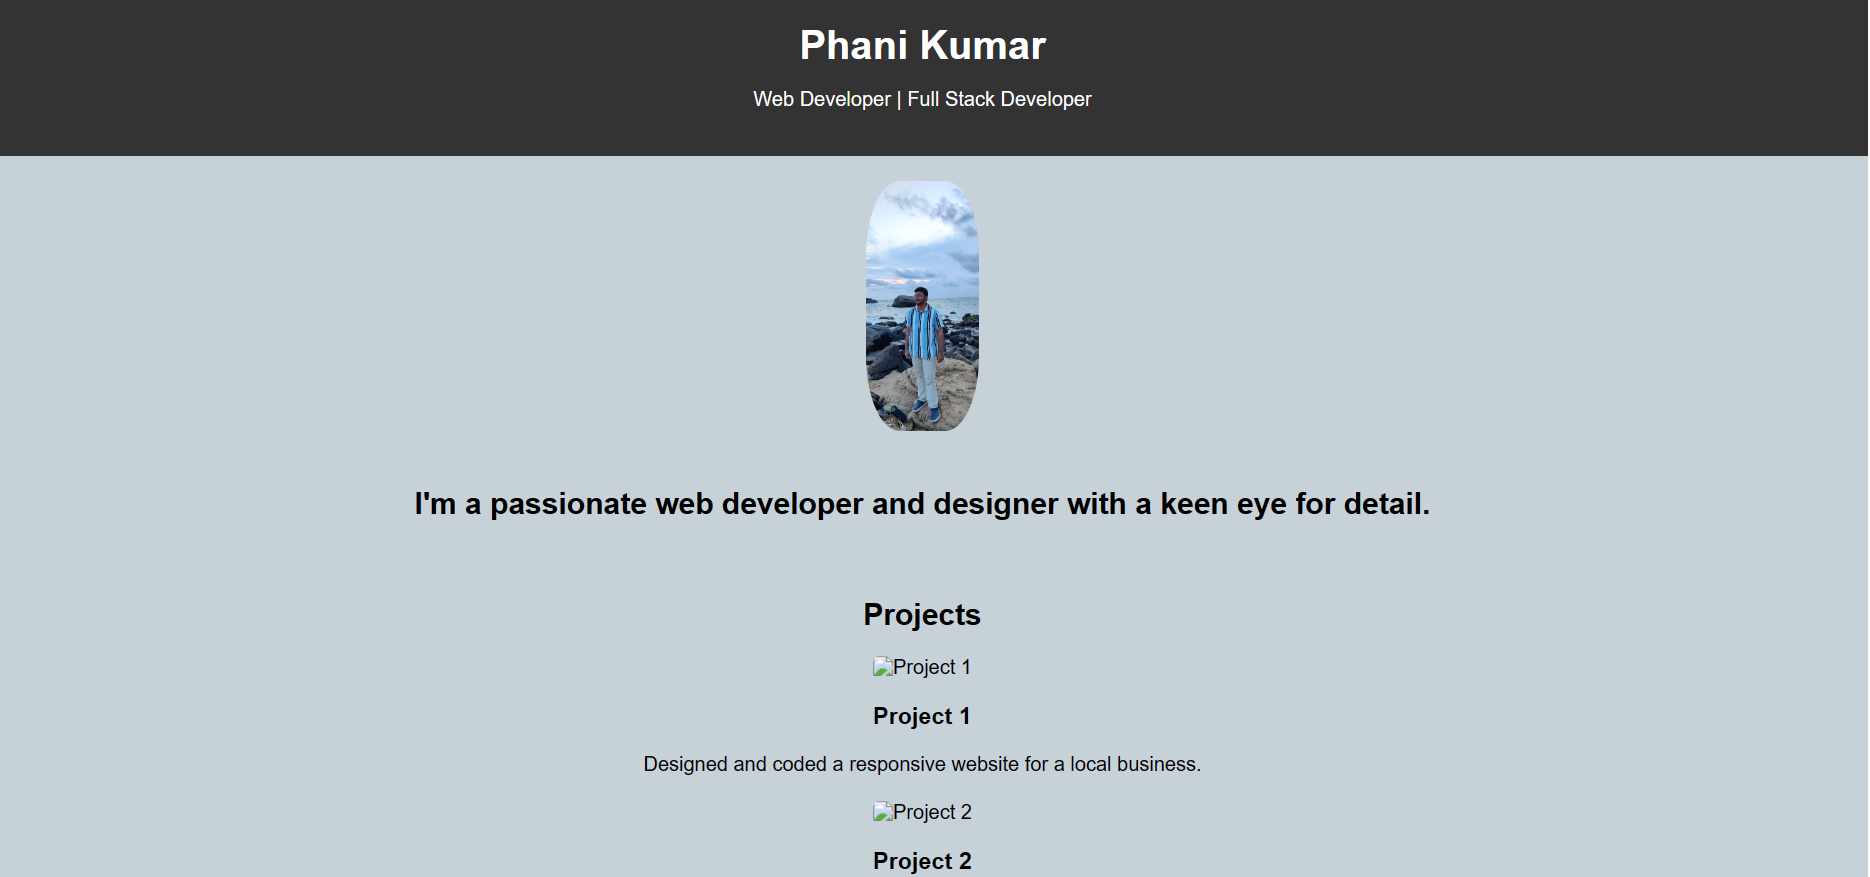 Phani Kumar
Web Developer | Full Stack Developer
I'm a passionate web developer and designer with a keen eye for detail.
Projects
Project 1
Project 1
Designed and coded a responsive website for a local business.
Project 2
Project 2